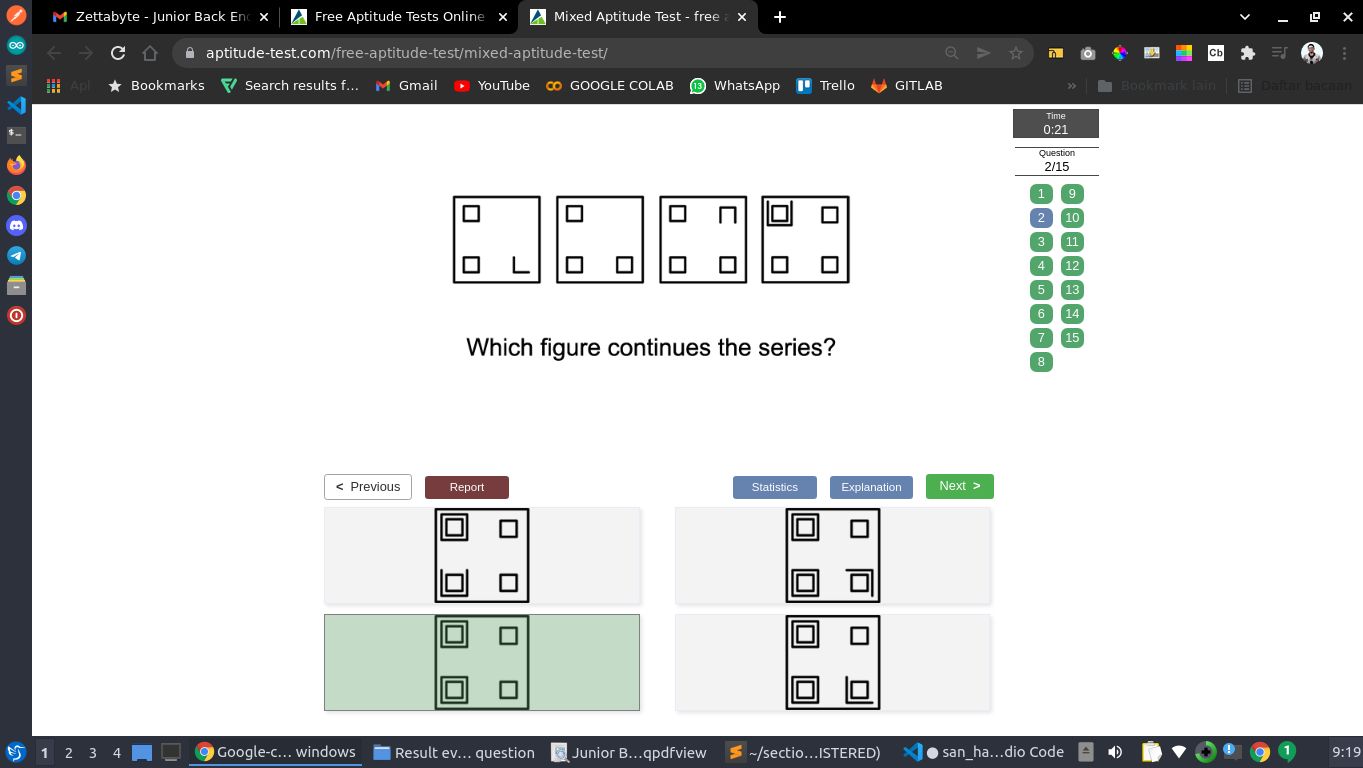 Zettabyte - Junior Back En
Free Aptitude Tests Online
Mixed Aptitude Test - free a
aptitude-test.com/free-aptitude-test/mixed-aptitude-test/
Cb
Apl
Bookmarks
Search results f...
Gmail
YouTube
GOOGLE COLAB
13
WhatsApp
Trello
GITLAB
»
Bookmark lain
Daftar bacaan
Time
0:21
Question
2/15
1 9
2 10
3 11
4 12
5 13
6 14
7 15
8
Which figure continues the series?
< Previous
Report
Statistics
Explanation
Next >
1 2 3 4
Google-c... windows
Result ev... question
Junior B...qpdfview
~/sectio...ISTERED)
● san_ha...dio Code
1
9:19